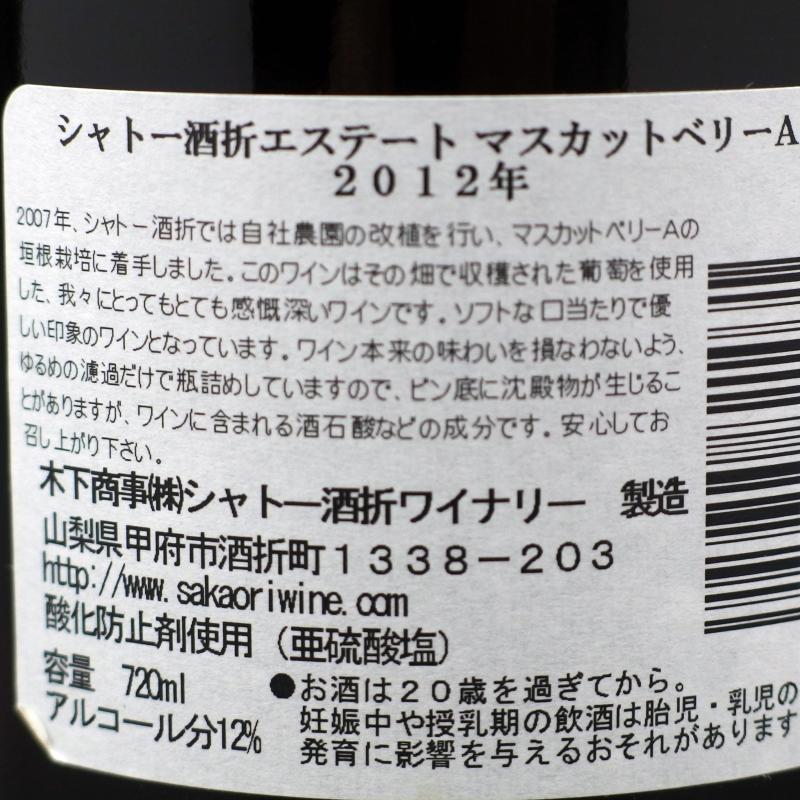 シャトー酒折エステート マスカットベリーA
2012年
2007年、シャトー酒折では自社農園の改植を行い、マスカットベリーAの
垣根栽培に着手しました。このワインはその畑で収穫された葡萄を使用
した、我々にとってもとても感慨深いワインです。ソフトな口当たりで優
しい印象のワインとなっています。ワイン本来の味わいを損なわないよう、
ゆるめの濾過だけで瓶詰めしていますので、ビン底に沈殿物が生じるこ
とがありますが、ワインに含まれる酒石酸などの成分です。安心してお
召し上がり下さい。
木下商事㈱シャトー酒折ワイナリー 製造
山梨県甲府市酒折町1338-203
http://www.sakaoriwine.com
酸化防止剤使用 (亜硫酸塩)
容量 720ml
アルコール分12%
●お酒は20歳を過ぎてから。
妊娠中や授乳期の飲酒は胎児・乳児の
発育に影響を与えるおそれがあります